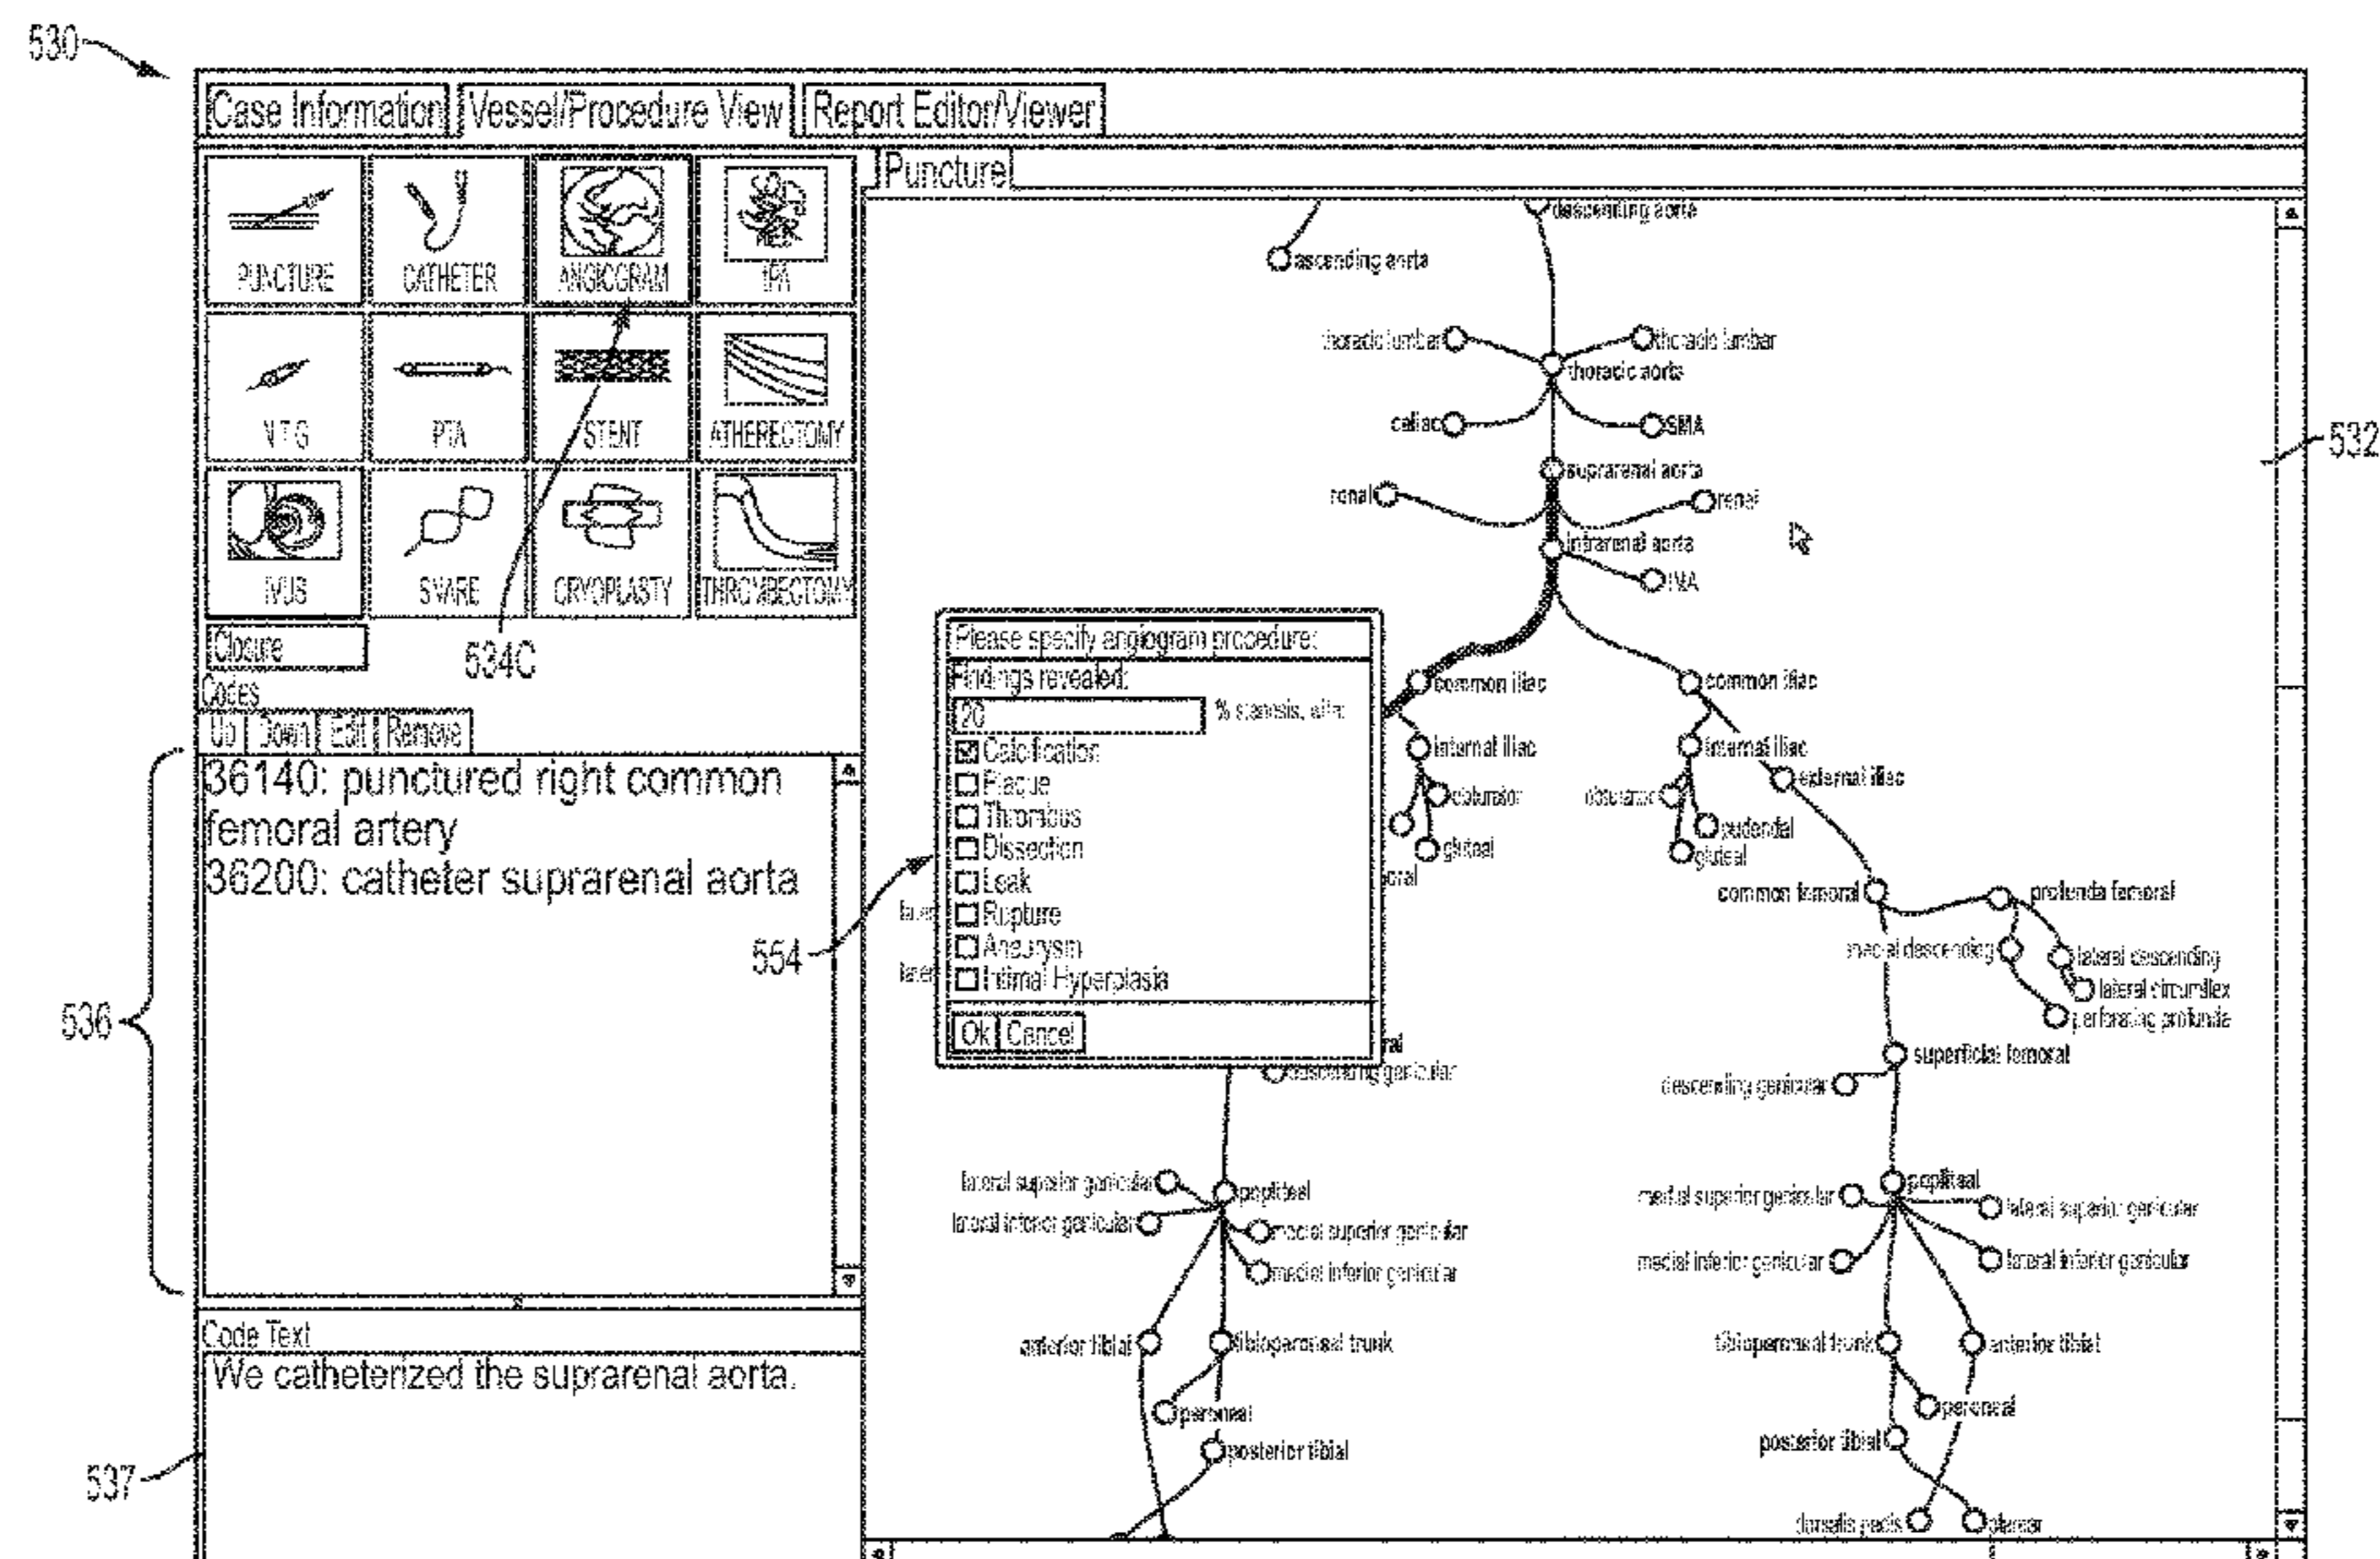 530
Case Information Vessel/Procedure View Report Editor/Viewer
Puncture
PUNCTURE CATHETER ANGIOGRAM tPA
NTG PTA STENT ATHERECTOMY
IVUS SNARE CRYOPLASTY THROMBECTOMY
Closure
534C
Codes
Up Down Edit Remove
36140: punctured right common
femoral artery
36200: catheter suprarenal aorta
536
Code Text
We catheterized the suprarenal aorta.
537
descending aorta
ascending aorta
thoracic lumbar
thoracic lumbar
thoracic aorta
celiac
SMA
suprarenal aorta
renal
renal
infrarenal aorta
IMA
532
Please specify angiogram procedure:
Findings revealed:
20 % stenosis, with:
Calcification
Plaque
Thrombus
Dissection
Leak
Rupture
Aneurysm
Intimal Hyperplasia
Ok Cancel
554
common iliac
common iliac
internal iliac
internal iliac
external iliac
obturator
obturator
pudendal
gluteal
gluteal
oral
later
common femoral
profunda femoral
medial descending
lateral descending
later
lateral circumflex
perforating profunda
ral
superficial femoral
descending genicular
descending genicular
lateral superior genicular
popliteal
lateral inferior genicular
medial superior genicular
medial inferior genicular
popliteal
medial superior genicular
lateral superior genicular
medial inferior genicular
lateral inferior genicular
anterior tibial
tibioperoneal trunk
tibioperoneal trunk
anterior tibial
peroneal
peroneal
posterior tibial
posterior tibial
dorsalis pedis
plantar